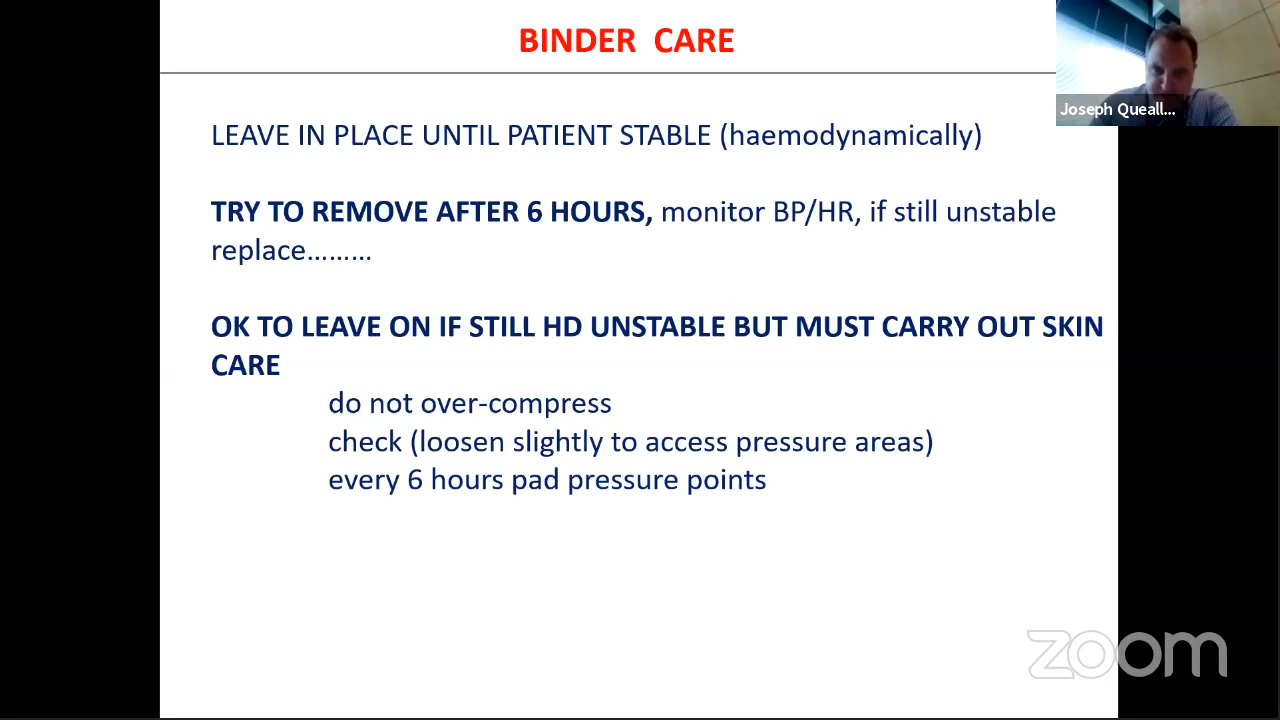 BINDER CARE
Joseph Queall...
LEAVE IN PLACE UNTIL PATIENT STABLE (haemodynamically)
TRY TO REMOVE AFTER 6 HOURS, monitor BP/HR, if still unstable
replace.........
OK TO LEAVE ON IF STILL HD UNSTABLE BUT MUST CARRY OUT SKIN
CARE
do not over-compress
check (loosen slightly to access pressure areas)
every 6 hours pad pressure points
zoom